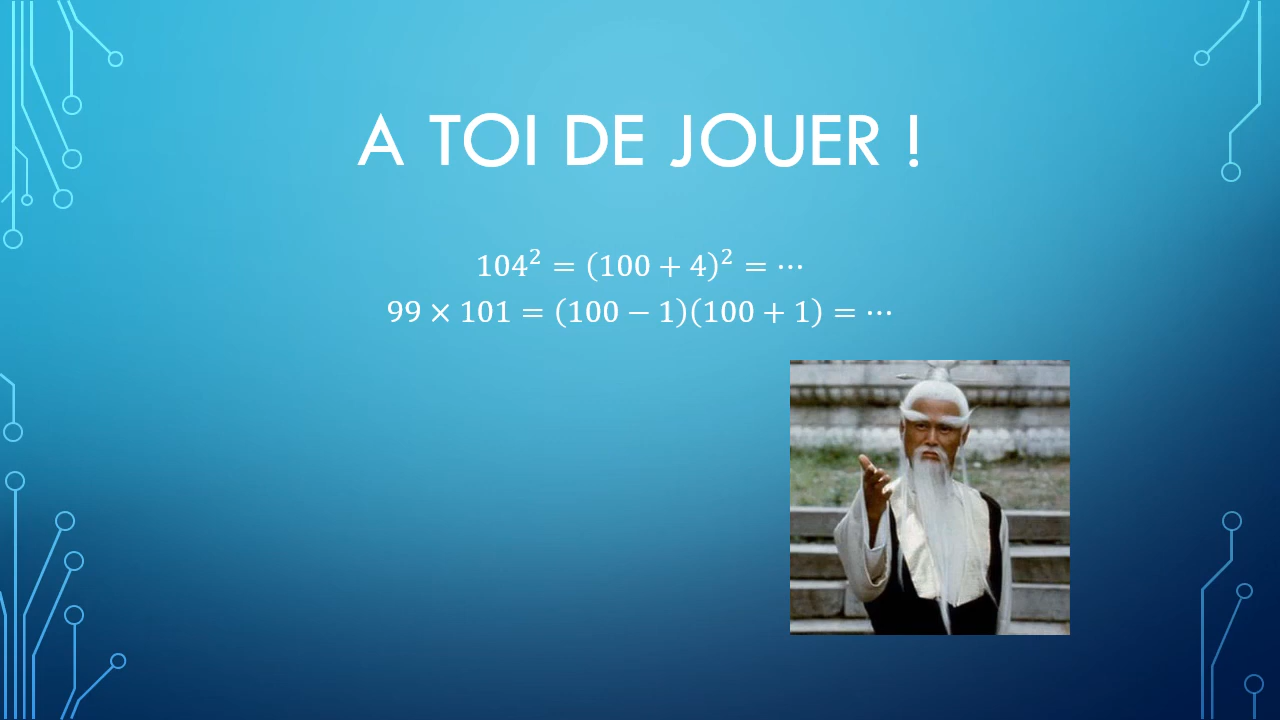 A TOI DE JOUER !
104² = (100 + 4)² = ⋯
99 × 101 = (100 − 1)(100 + 1) = ⋯